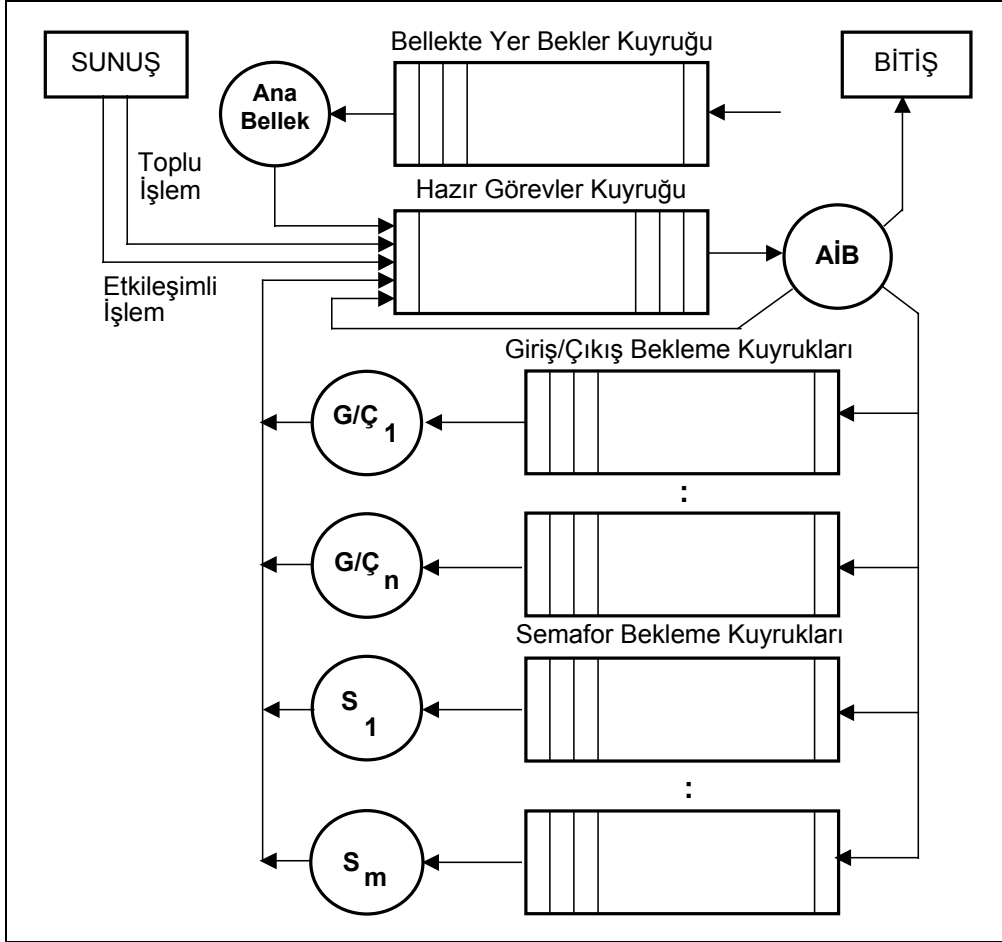 SUNUŞ
Bellekte Yer Bekler Kuyruğu
BİTİŞ
Ana
Bellek
Toplu
İşlem
Hazır Görevler Kuyruğu
AİB
Etkileşimli
İşlem
Giriş/Çıkış Bekleme Kuyrukları
G/Ç 1
:
G/Ç n
Semafor Bekleme Kuyrukları
S 1
:
S m